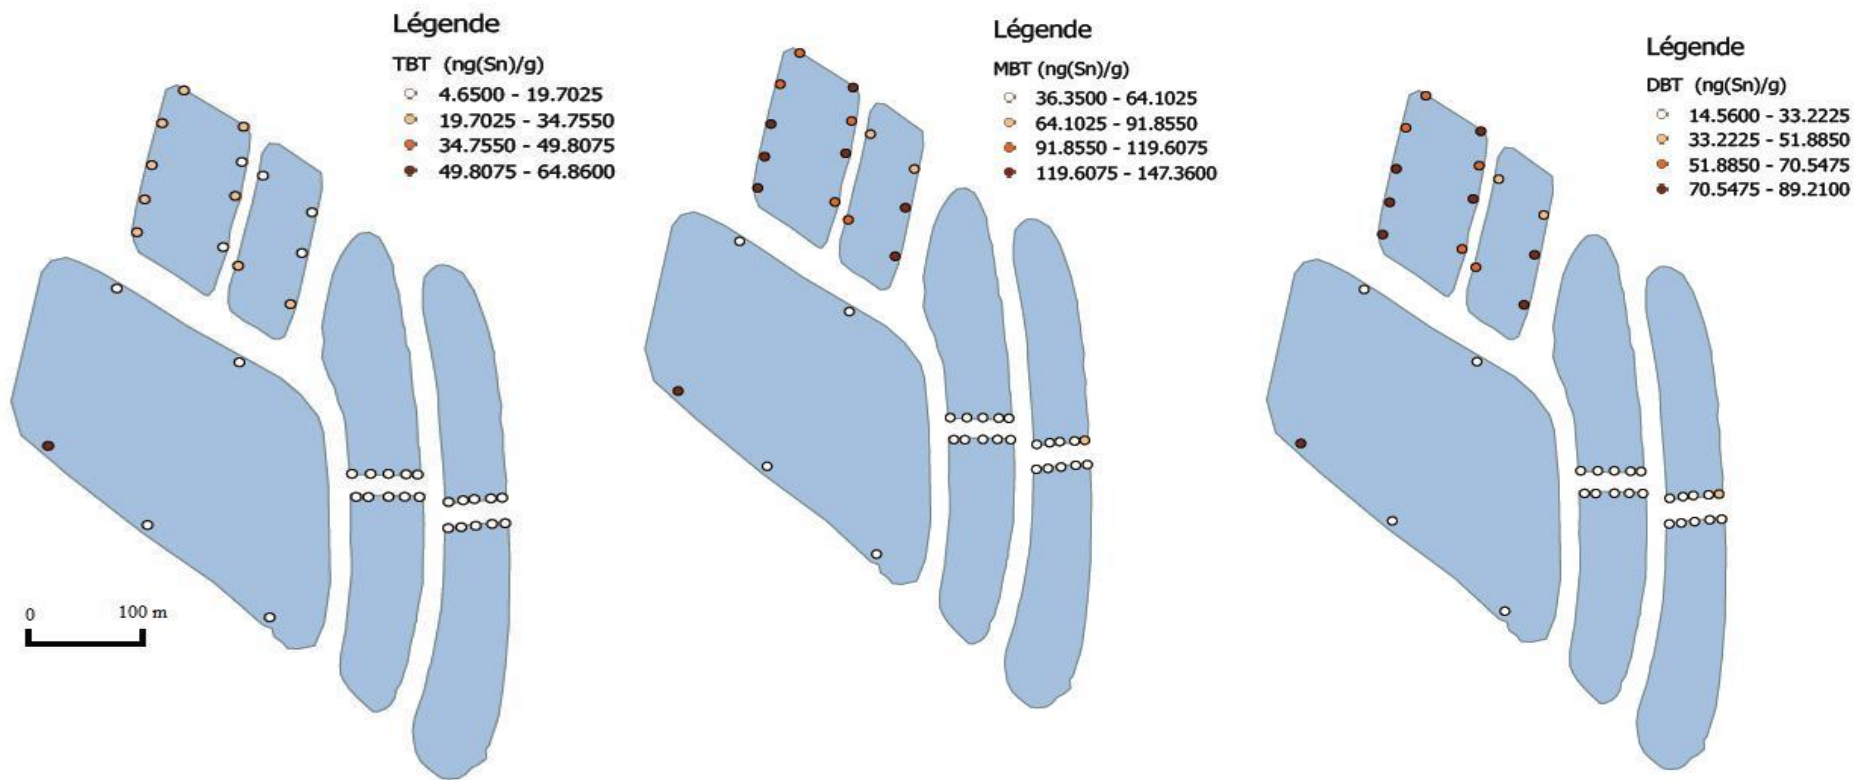 Légende
TBT (ng(Sn)/g)
4.6500 - 19.7025
19.7025 - 34.7550
34.7550 - 49.8075
49.8075 - 64.8600
Légende
MBT (ng(Sn)/g)
36.3500 - 64.1025
64.1025 - 91.8550
91.8550 - 119.6075
119.6075 - 147.3600
Légende
DBT (ng(Sn)/g)
14.5600 - 33.2225
33.2225 - 51.8850
51.8850 - 70.5475
70.5475 - 89.2100
0 100 m